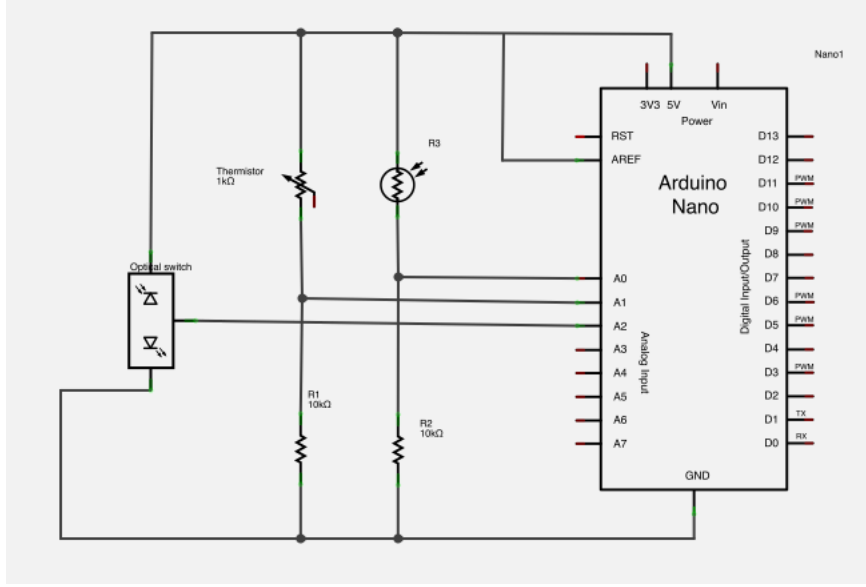 Nano1
3V3 5V Vin
Power
RST
AREF
Arduino
Nano
D13
D12
D11 PWM
D10 PWM
D9 PWM
D8
D7
D6 PWM
D5 PWM
D4
D3 PWM
D2
D1 TX
D0 RX
Digital Input/Output
A0
A1
A2
A3
A4
A5
A6
A7
Analog Input
GND
R3
Thermistor
1kΩ
Optical switch
R1
10kΩ
R2
10kΩ